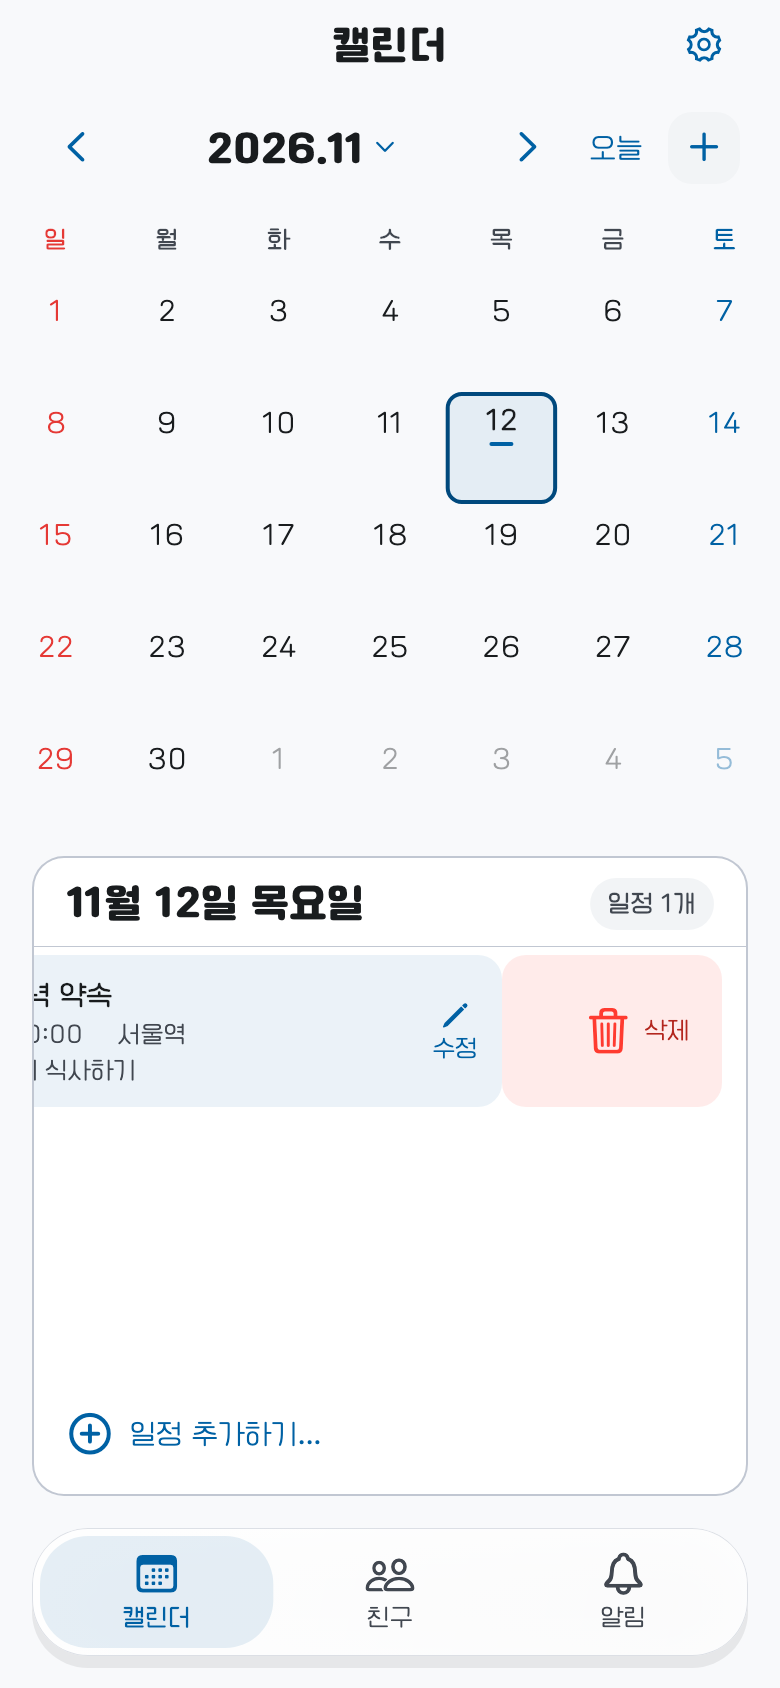 캘린더
2026.11
오늘
일 월 화 수 목 금 토
1 2 3 4 5 6 7
8 9 10 11 12 13 14
15 16 17 18 19 20 21
22 23 24 25 26 27 28
29 30 1 2 3 4 5
11월 12일 목요일
일정 1개
약속
:00 서울역
식사하기
수정
삭제
일정 추가하기...
캘린더 친구 알림